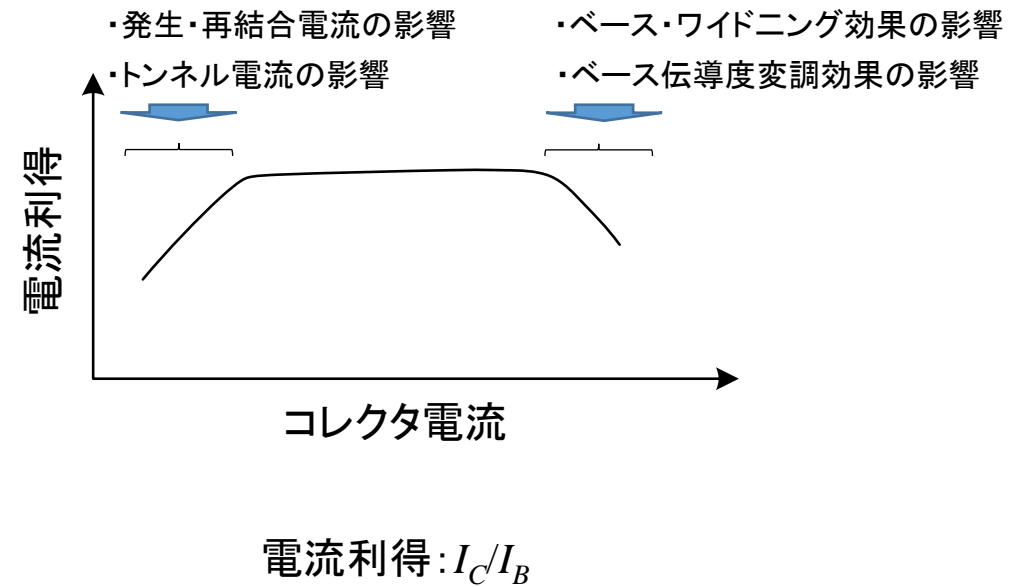 ・発生・再結合電流の影響
・トンネル電流の影響
・ベース・ワイドニング効果の影響
・ベース伝導度変調効果の影響
電流利得
コレクタ電流
電流利得:I_C/I_B